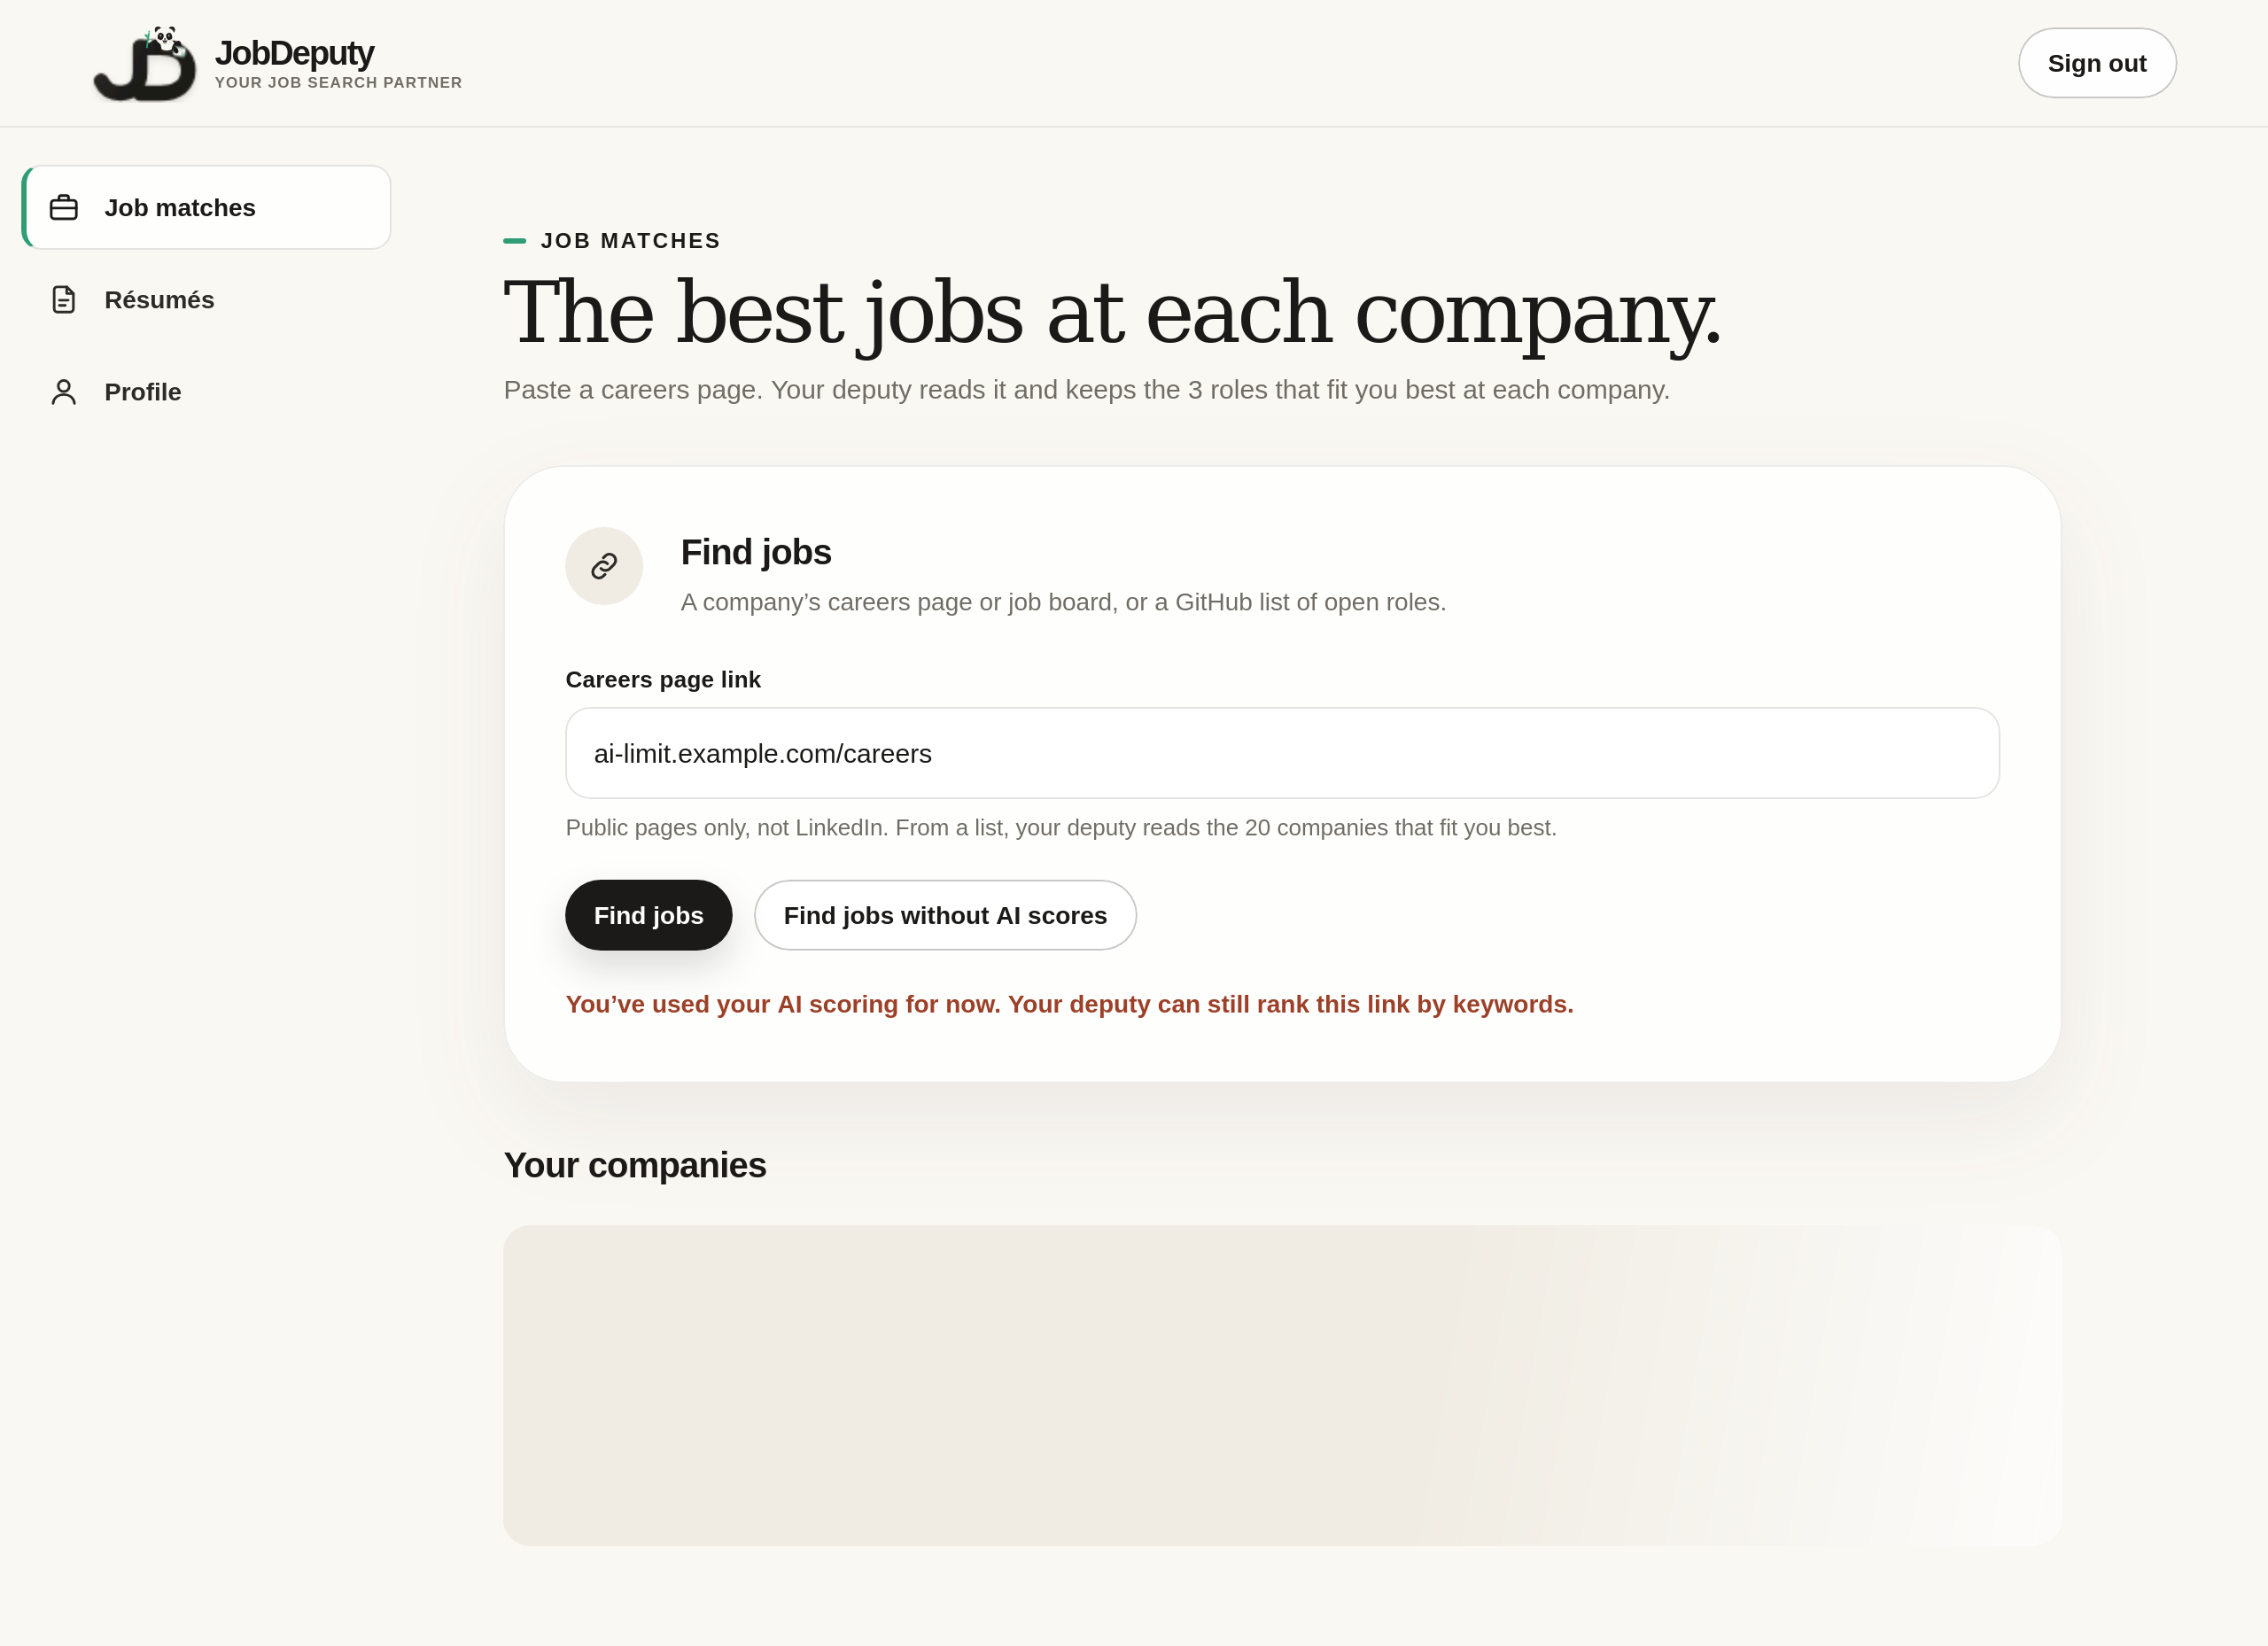 JD
JobDeputy
YOUR JOB SEARCH PARTNER
Sign out
Job matches
Résumés
Profile
JOB MATCHES
The best jobs at each company.
Paste a careers page. Your deputy reads it and keeps the 3 roles that fit you best at each company.
Find jobs
A company’s careers page or job board, or a GitHub list of open roles.
Careers page link
ai-limit.example.com/careers
Public pages only, not LinkedIn. From a list, your deputy reads the 20 companies that fit you best.
Find jobs
Find jobs without AI scores
You’ve used your AI scoring for now. Your deputy can still rank this link by keywords.
Your companies